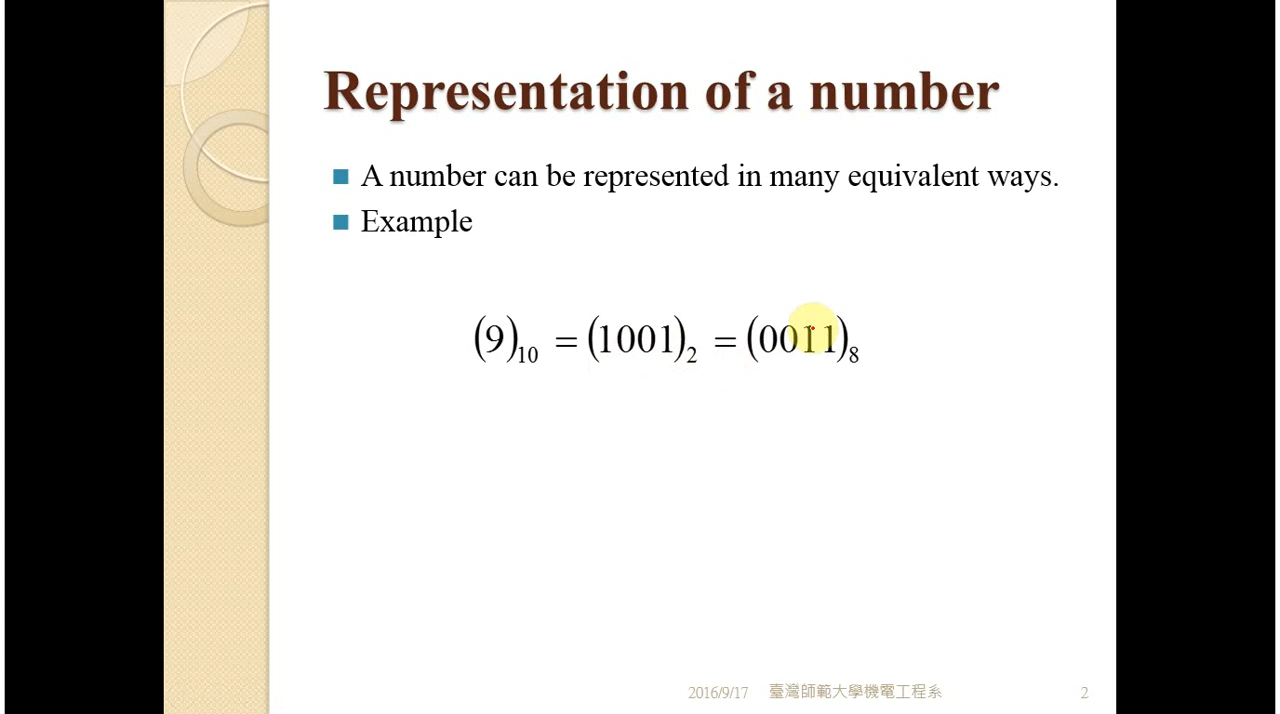 Representation of a number
A number can be represented in many equivalent ways.
Example
(9)₁₀ = (1001)₂ = (0011)₈
2016/9/17 臺灣師範大學機電工程系 2